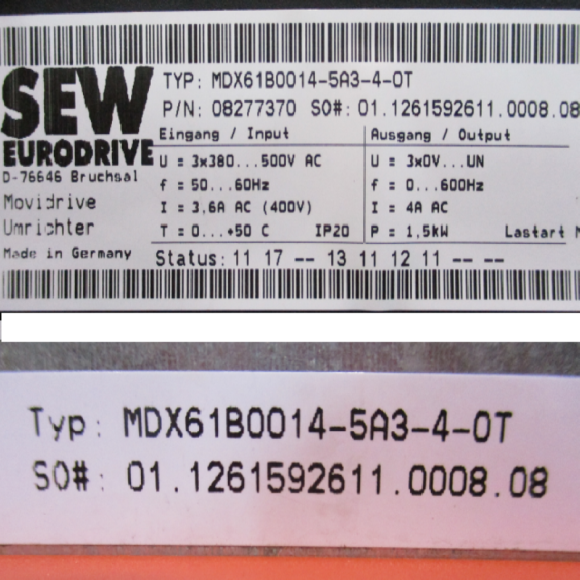 SEW
EURODRIVE
D-76646 Bruchsal
Movidrive
Umrichter
Made in Germany
TYP: MDX61B0014-5A3-4-0T
P/N: 08277370 SO#: 01.1261592611.0008.08
Eingang / Input
U = 3x380...500V AC
f = 50...60Hz
I = 3,6A AC (400V)
T = 0...+50 C IP20
Ausgang / Output
U = 3x0V...UN
f = 0...600Hz
I = 4A AC
P = 1,5kW Lastart M
Status: 11 17 -- 13 11 12 11 -- --
Typ: MDX61B0014-5A3-4-0T
SO#: 01.1261592611.0008.08